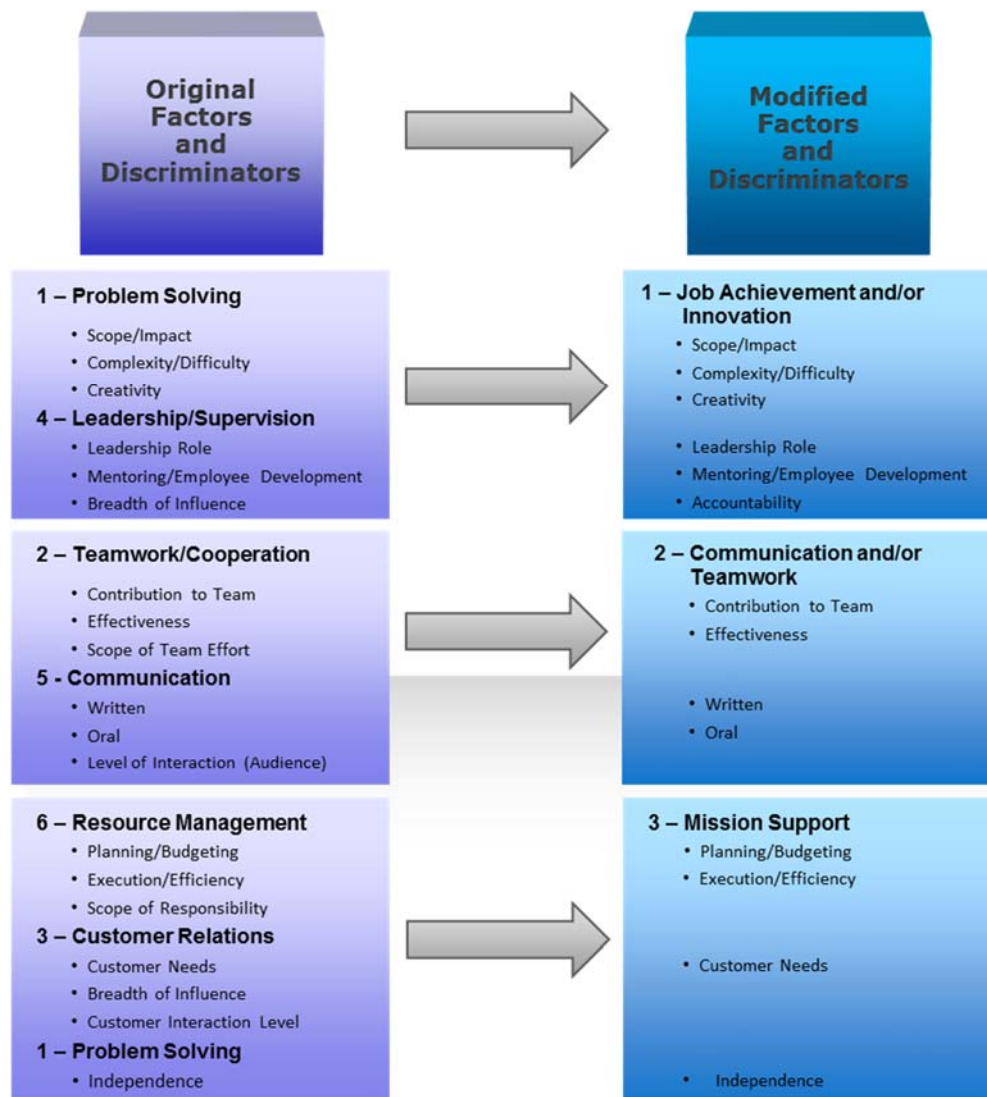 Original
Factors
and
Discriminators
Modified
Factors
and
Discriminators
1 – Problem Solving
• Scope/Impact
• Complexity/Difficulty
• Creativity
4 – Leadership/Supervision
• Leadership Role
• Mentoring/Employee Development
• Breadth of Influence
1 – Job Achievement and/or
Innovation
• Scope/Impact
• Complexity/Difficulty
• Creativity
• Leadership Role
• Mentoring/Employee Development
• Accountability
2 – Teamwork/Cooperation
• Contribution to Team
• Effectiveness
• Scope of Team Effort
5 - Communication
• Written
• Oral
• Level of Interaction (Audience)
2 – Communication and/or
Teamwork
• Contribution to Team
• Effectiveness
• Written
• Oral
6 – Resource Management
• Planning/Budgeting
• Execution/Efficiency
• Scope of Responsibility
3 – Customer Relations
• Customer Needs
• Breadth of Influence
• Customer Interaction Level
1 – Problem Solving
• Independence
3 – Mission Support
• Planning/Budgeting
• Execution/Efficiency
• Customer Needs
• Independence